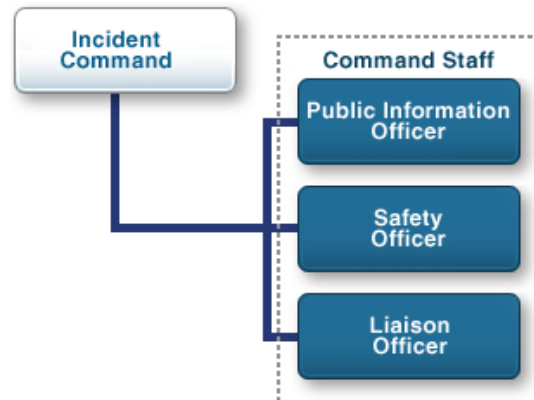 Incident
Command
Command Staff
Public Information
Officer
Safety
Officer
Liaison
Officer